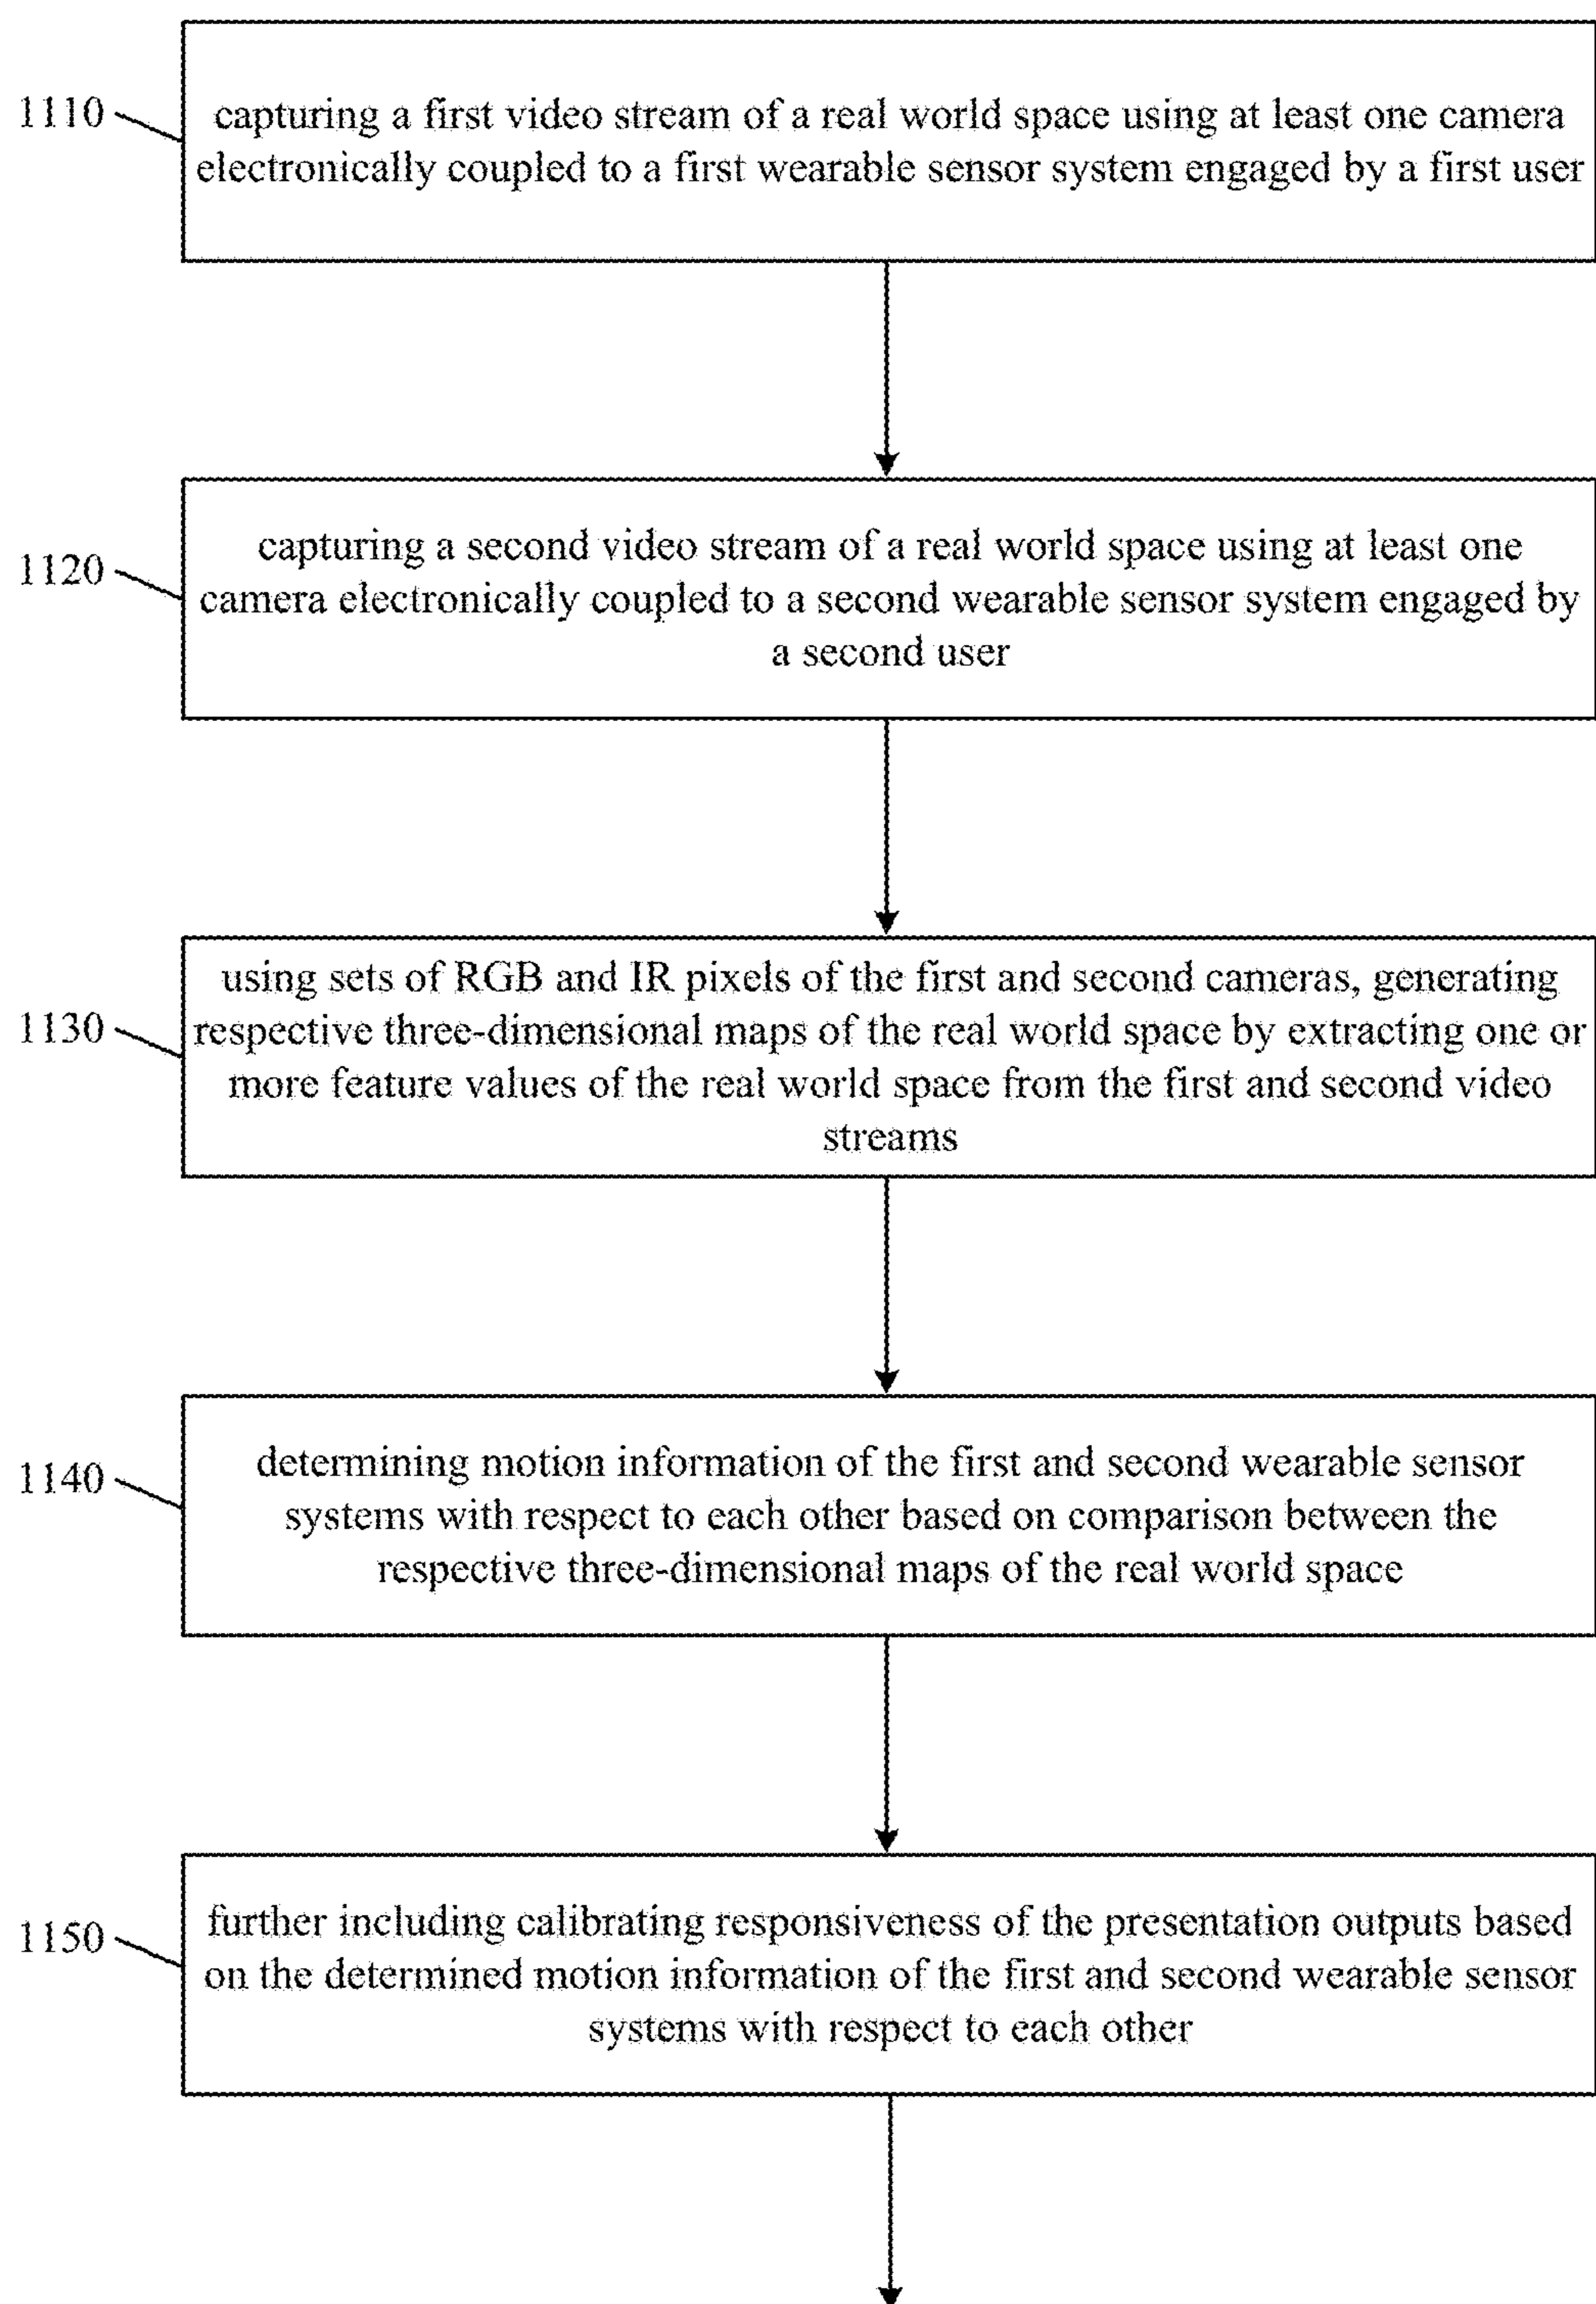 1110
capturing a first video stream of a real world space using at least one camera
electronically coupled to a first wearable sensor system engaged by a first user
1120
capturing a second video stream of a real world space using at least one
camera electronically coupled to a second wearable sensor system engaged by
a second user
1130
using sets of RGB and IR pixels of the first and second cameras, generating
respective three-dimensional maps of the real world space by extracting one or
more feature values of the real world space from the first and second video
streams
1140
determining motion information of the first and second wearable sensor
systems with respect to each other based on comparison between the
respective three-dimensional maps of the real world space
1150
further including calibrating responsiveness of the presentation outputs based
on the determined motion information of the first and second wearable sensor
systems with respect to each other